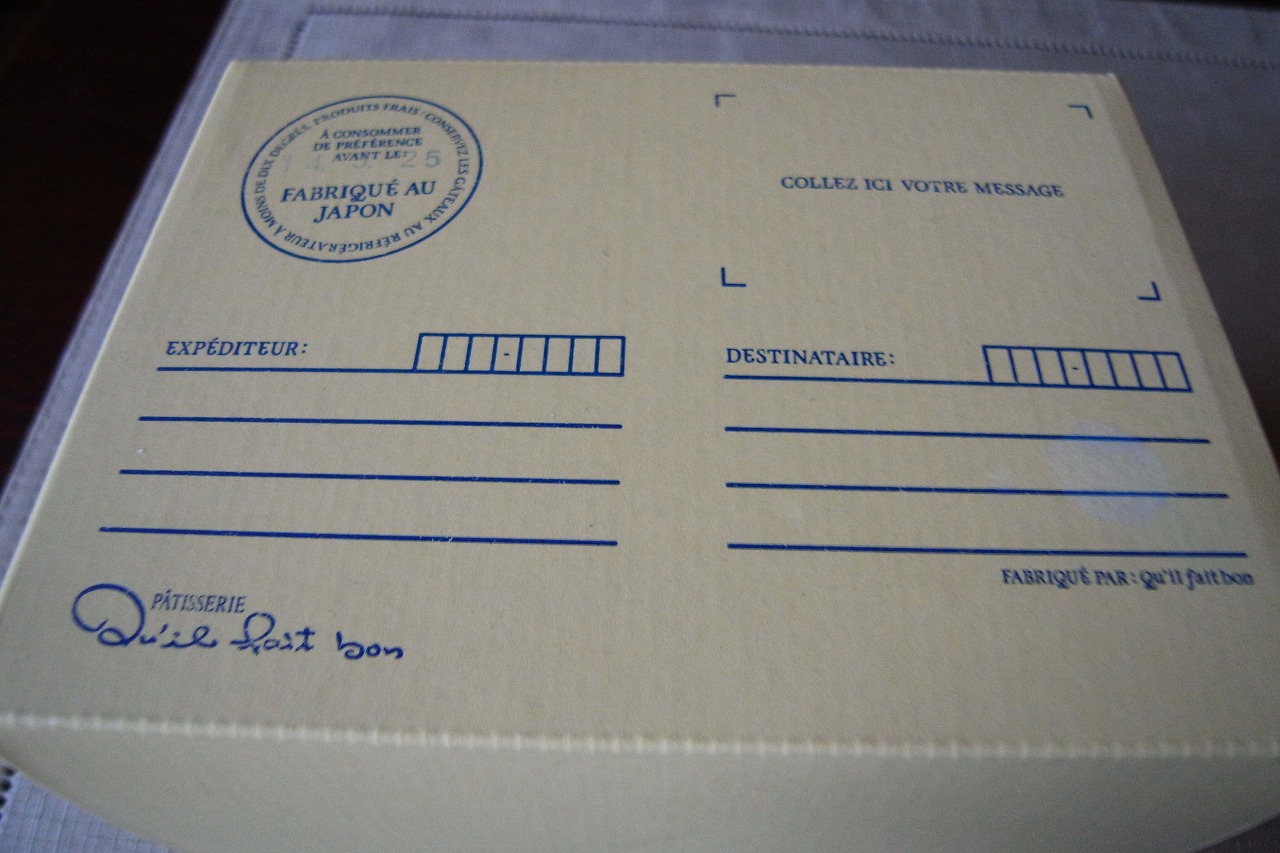 PRODUITS FRAIS / CONSERVEZ LES GÂTEAUX AU RÉFRIGÉRATEUR À MOINS DE DIX DEGRÉS.
À CONSOMMER
DE PRÉFÉRENCE
AVANT LE:
25
FABRIQUÉ AU
JAPON
COLLEZ ICI VOTRE MESSAGE
EXPÉDITEUR:
-
DESTINATAIRE:
-
FABRIQUÉ PAR: Qu'il fait bon
PÂTISSERIE
Qu'il fait bon